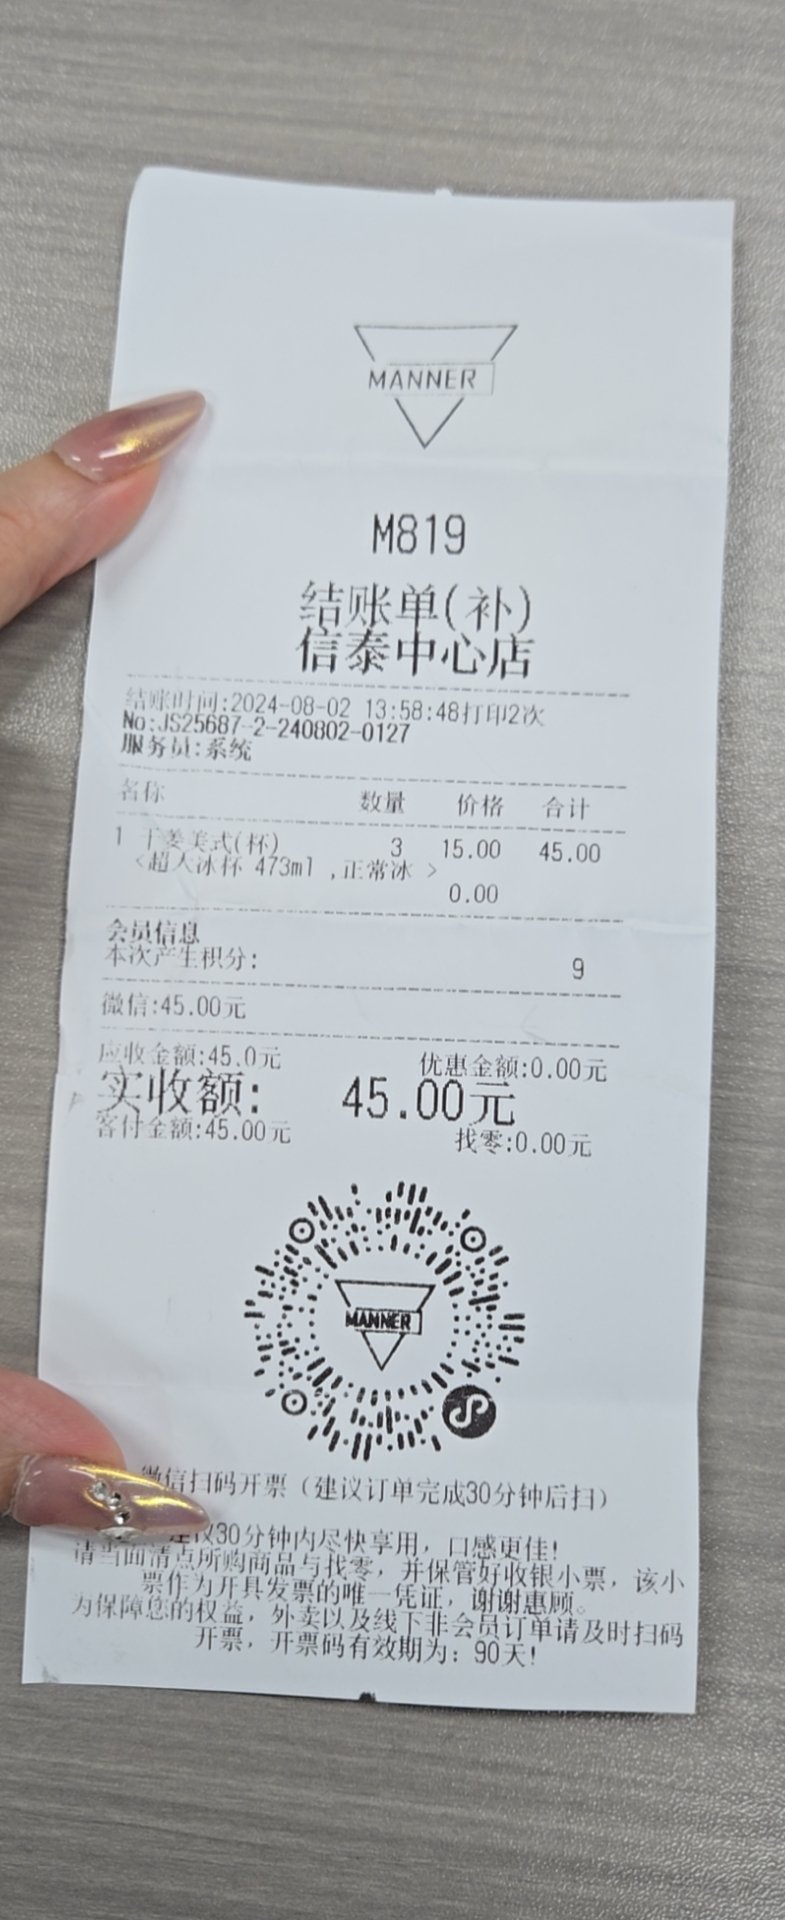 MANNER
M819
结账单(补)
信泰中心店
结账时间:2024-08-02 13:58:48打印2次
No:JS25687-2-240802-0127
服务员:系统
名称 数量 价格 合计
1 干姜美式(杯) 3 15.00 45.00
<超大冰杯 473ml ,正常冰 >
0.00
会员信息
本次产生积分: 9
微信:45.00元
应收金额:45.0元 优惠金额:0.00元
实收额: 45.00元
客付金额:45.00元 找零:0.00元
MANNER
微信扫码开票（建议订单完成30分钟后扫）
建议30分钟内尽快享用，口感更佳!
请当面清点所购商品与找零，并保管好收银小票，该小
票作为开具发票的唯一凭证，谢谢惠顾。
为保障您的权益，外卖以及线下非会员订单请及时扫码
开票，开票码有效期为：90天!